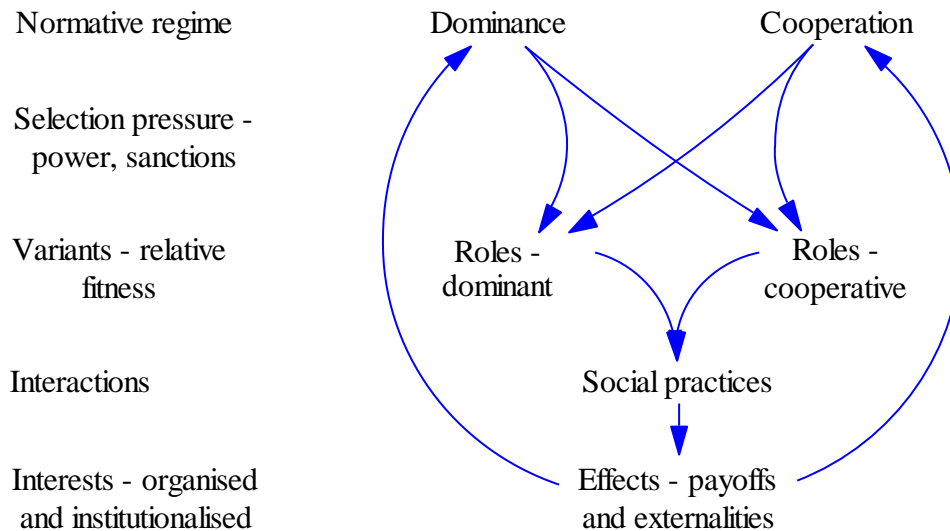 Normative regime
Dominance
Cooperation
Selection pressure -
power, sanctions
Variants - relative
fitness
Roles -
dominant
Roles -
cooperative
Interactions
Social practices
Interests - organised
and institutionalised
Effects - payoffs
and externalities